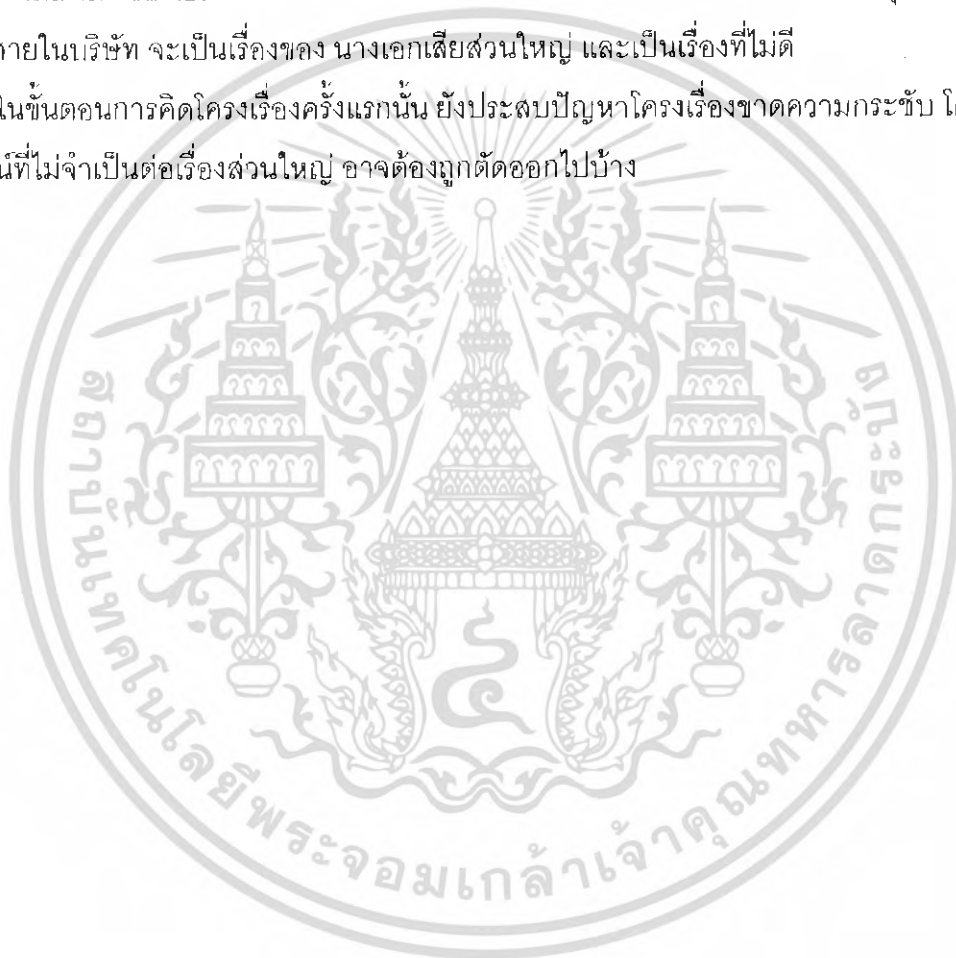 ายในบริษัท จะเป็นเรื่องของ นางเอกเสียส่วนใหญ่ และเป็นเรื่องที่ไม่ดี
ในขั้นตอนการคิดโครงเรื่องครั้งแรกนั้น ยังประสบปัญหาโครงเรื่องขาดความกระชับ
ที่ไม่จำเป็นต่อเรื่องส่วนใหญ่ อาจต้องถูกตัดออกไปบ้าง
สถาบันเทคโนโลยีพระจอมเกล้าเจ้าคุณทหารลาดกระบัง
๔